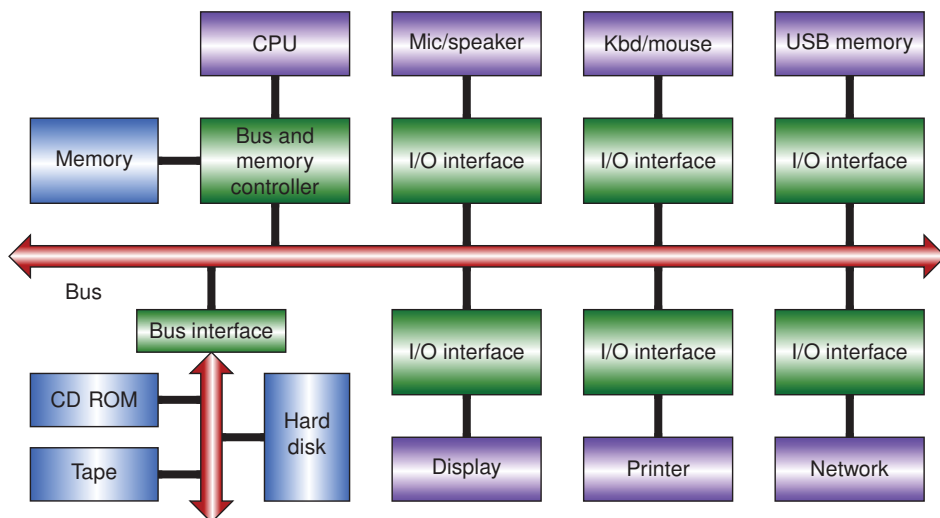 CPU
Mic/speaker
Kbd/mouse
USB memory
Memory
Bus and
memory
controller
I/O interface
I/O interface
I/O interface
Bus
Bus interface
I/O interface
I/O interface
I/O interface
CD ROM
Hard
disk
Tape
Display
Printer
Network